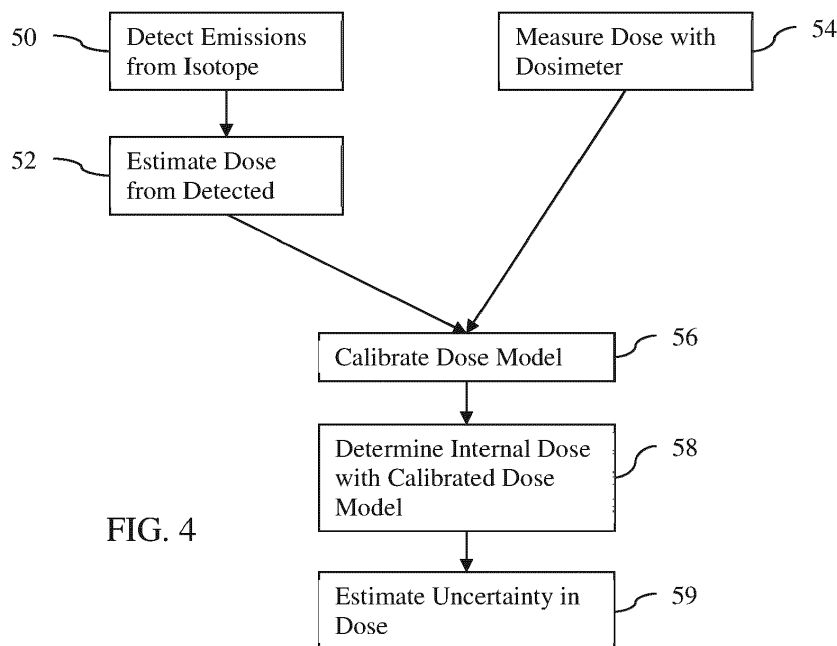 50
Detect Emissions
from Isotope
Measure Dose with
Dosimeter
54
52
Estimate Dose
from Detected
Calibrate Dose Model
56
Determine Internal Dose
with Calibrated Dose
Model
58
FIG. 4
Estimate Uncertainty in
Dose
59